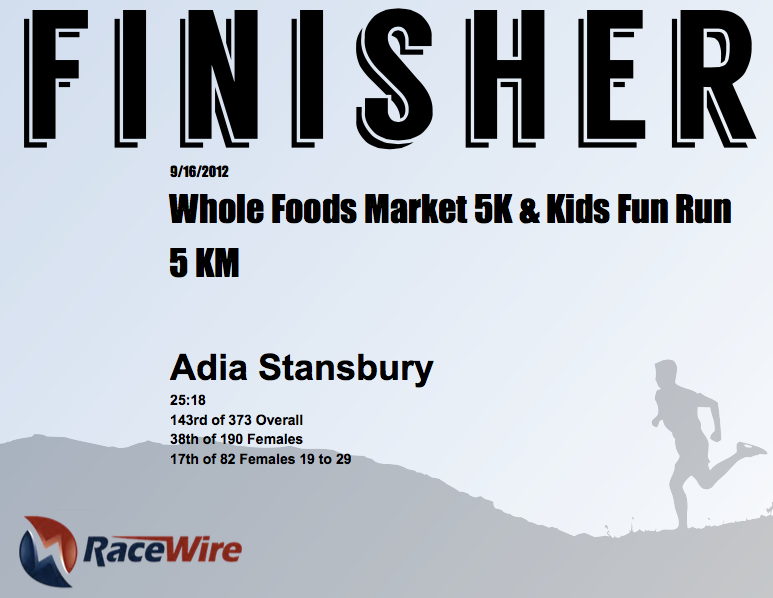 FINISHER
9/16/2012
Whole Foods Market 5K & Kids Fun Run
5 KM
Adia Stansbury
25:18
143rd of 373 Overall
38th of 190 Females
17th of 82 Females 19 to 29
RaceWire